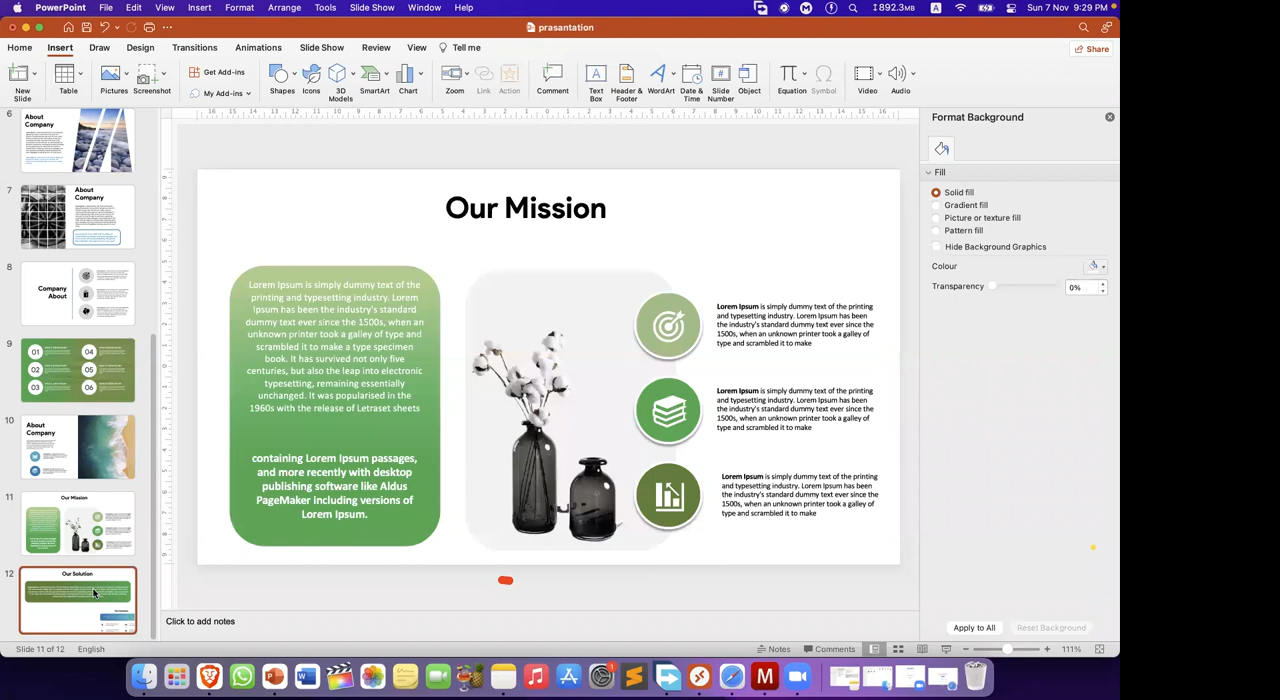 PowerPoint File Edit View Insert Format Arrange Tools Slide Show Window Help
892.3MB
A
Sun 7 Nov 9:29 PM
prasantation
Home Insert Draw Design Transitions Animations Slide Show Review View Tell me
Share
New Slide
Table
Pictures
Screenshot
Get Add-ins
My Add-ins
Shapes
Icons
3D Models
SmartArt
Chart
Zoom
Link
Action
Comment
Text Box
Header & Footer
WordArt
Date & Time
Slide Number
Object
Equation
Symbol
Video
Audio
6
About
Company
7
About
Company
8
Company
About
9
01
02
03
04
05
06
10
About
Company
11
Our Mission
12
Our Solution
Our Mission
Lorem Ipsum is simply dummy text of the
printing and typesetting industry. Lorem
Ipsum has been the industry's standard
dummy text ever since the 1500s, when an
unknown printer took a galley of type and
scrambled it to make a type specimen
book. It has survived not only five
centuries, but also the leap into electronic
typesetting, remaining essentially
unchanged. It was popularised in the
1960s with the release of Letraset sheets
containing Lorem Ipsum passages,
and more recently with desktop
publishing software like Aldus
PageMaker including versions of
Lorem Ipsum.
Lorem Ipsum is simply dummy text of the printing
and typesetting industry. Lorem Ipsum has been
the industry's standard dummy text ever since the
1500s, when an unknown printer took a galley of
type and scrambled it to make
Lorem Ipsum is simply dummy text of the printing
and typesetting industry. Lorem Ipsum has been
the industry's standard dummy text ever since the
1500s, when an unknown printer took a galley of
type and scrambled it to make
Lorem Ipsum is simply dummy text of the printing
and typesetting industry. Lorem Ipsum has been
the industry's standard dummy text ever since the
1500s, when an unknown printer took a galley of
type and scrambled it to make
Format Background
Fill
Solid fill
Gradient fill
Picture or texture fill
Pattern fill
Hide Background Graphics
Colour
Transparency
0%
Apply to All
Reset Background
Click to add notes
Slide 11 of 12
English
Notes
Comments
111%